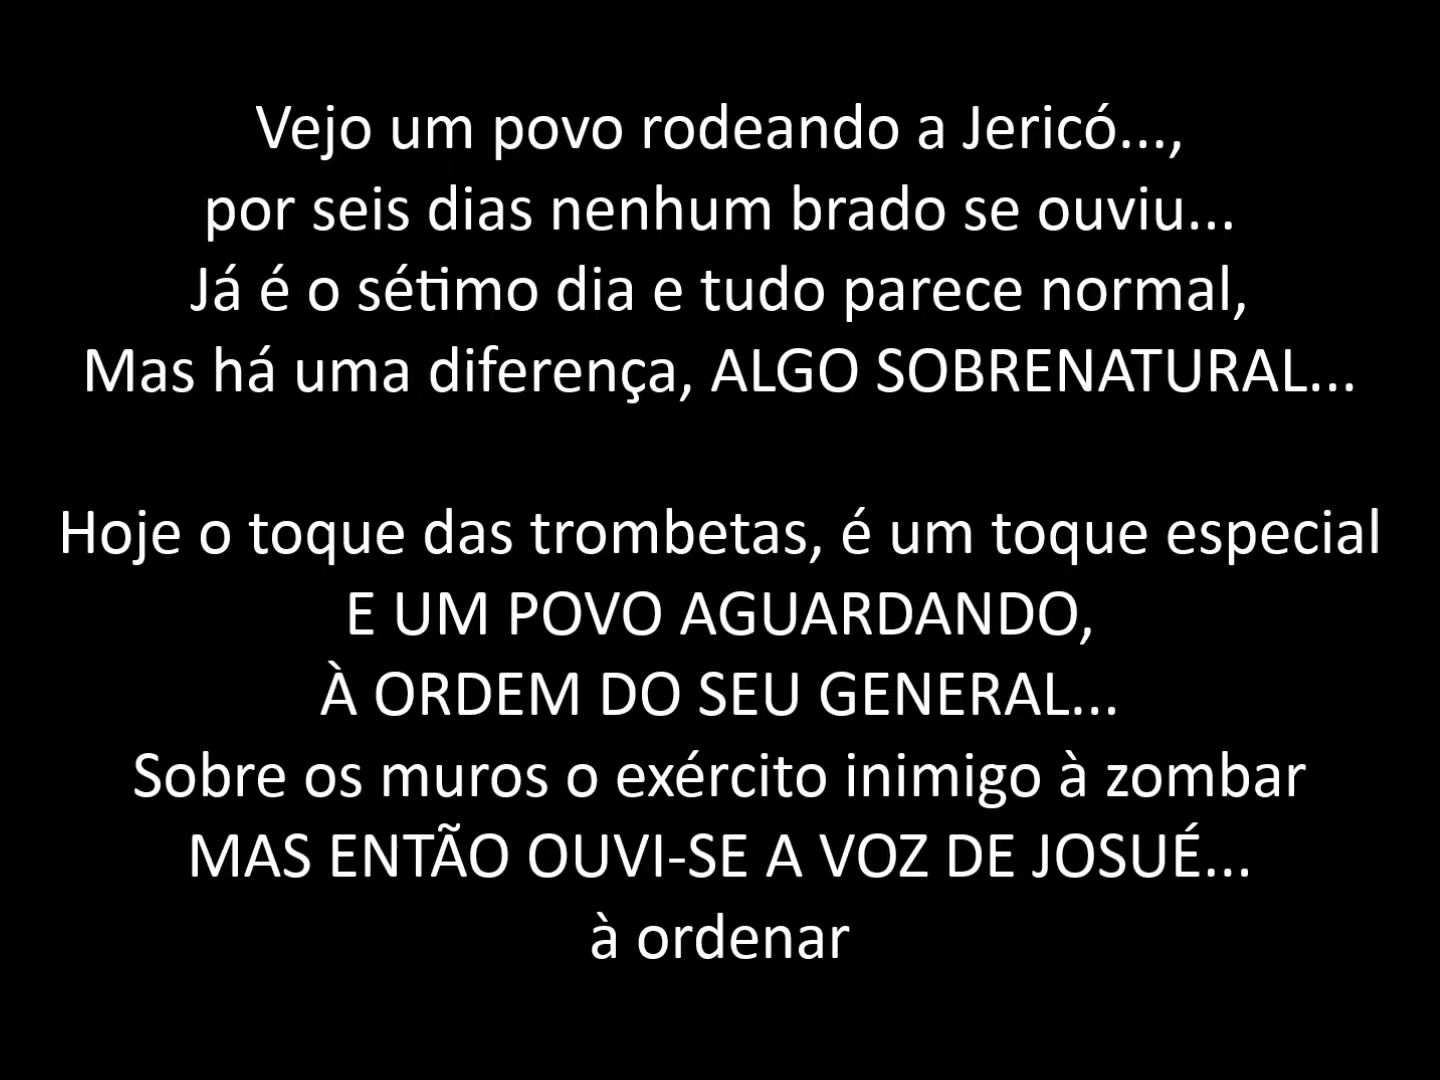 Vejo um povo rodeando a Jericó...,
por seis dias nenhum brado se ouviu...
Já é o sétimo dia e tudo parece normal,
Mas há uma diferença, ALGO SOBRENATURAL...
Hoje o toque das trombetas, é um toque especial
E UM POVO AGUARDANDO,
À ORDEM DO SEU GENERAL...
Sobre os muros o exército inimigo à zombar
MAS ENTÃO OUVI-SE A VOZ DE JOSUÉ...
à ordenar